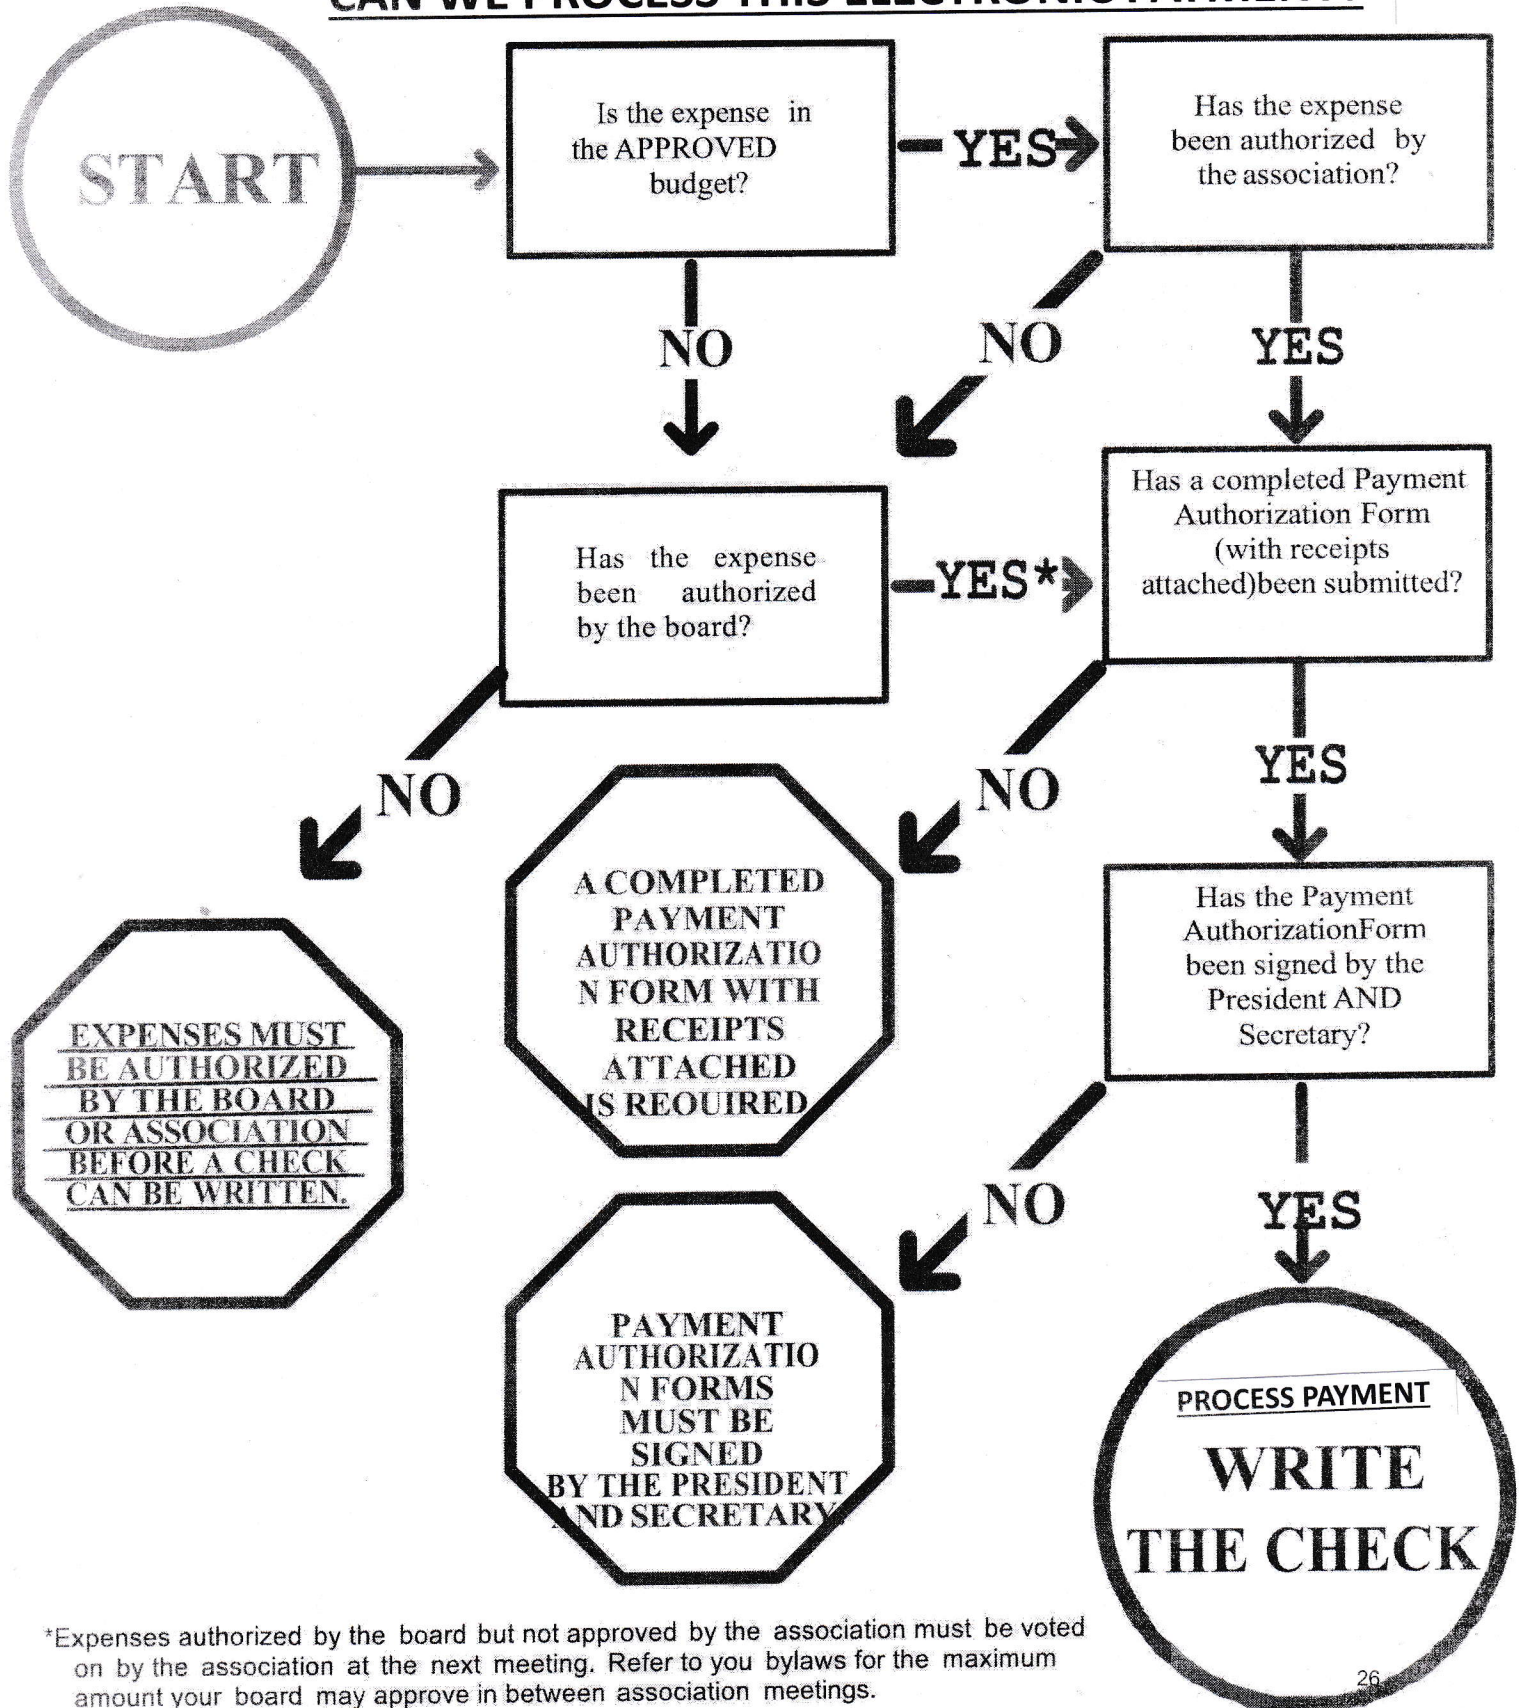 CAN WE PROCESS THIS ELECTRONIC PAYMENT?
START
Is the expense in
the APPROVED
budget?
YES
Has the expense
been authorized by
the association?
NO
NO
YES
Has the expense
been authorized
by the board?
YES*
Has a completed Payment
Authorization Form
(with receipts
attached)been submitted?
NO
NO
YES
EXPENSES MUST
BE AUTHORIZED
BY THE BOARD
OR ASSOCIATION
BEFORE A CHECK
CAN BE WRITTEN.
A COMPLETED
PAYMENT
AUTHORIZATIO
N FORM WITH
RECEIPTS
ATTACHED
IS REQUIRED
Has the Payment
AuthorizationForm
been signed by the
President AND
Secretary?
NO
YES
PAYMENT
AUTHORIZATIO
N FORMS
MUST BE
SIGNED
BY THE PRESIDENT
AND SECRETARY.
PROCESS PAYMENT
WRITE
THE CHECK
*Expenses authorized by the board but not approved by the association must be voted
on by the association at the next meeting. Refer to you bylaws for the maximum
amount your board may approve in between association meetings.
26